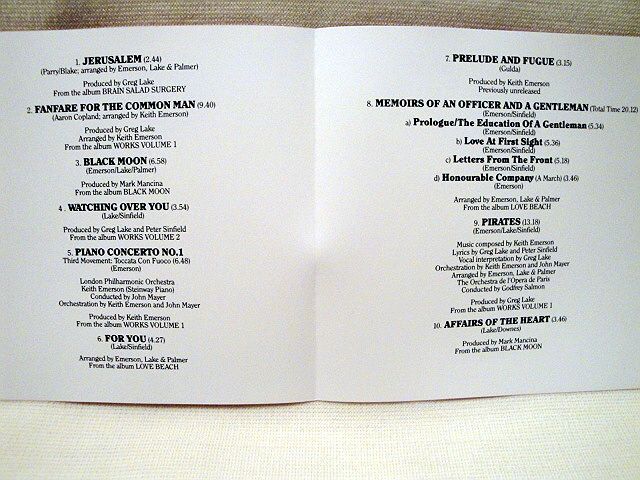 1. JERUSALEM (2.44)
(Parry/Blake; arranged by Emerson, Lake & Palmer)
Produced by Greg Lake
From the album BRAIN SALAD SURGERY
2. FANFARE FOR THE COMMON MAN (9.40)
(Aaron Copland; arranged by Keith Emerson)
Produced by Greg Lake
Arranged by Keith Emerson
From the album WORKS VOLUME 1
3. BLACK MOON (6.58)
(Emerson/Lake/Palmer)
Produced by Mark Mancina
From the album BLACK MOON
4. WATCHING OVER YOU (3.54)
(Lake/Sinfield)
Produced by Greg Lake and Peter Sinfield
From the album WORKS VOLUME 2
5. PIANO CONCERTO NO.1
Third Movement: Toccata Con Fuoco (6.48)
(Emerson)
London Philharmonic Orchestra
Keith Emerson (Steinway Piano)
Conducted by John Mayer
Orchestration by Keith Emerson and John Mayer
Produced by Keith Emerson
From the album WORKS VOLUME 1
6. FOR YOU (4.27)
(Lake/Sinfield)
Arranged by Emerson, Lake & Palmer
From the album LOVE BEACH
7. PRELUDE AND FUGUE (3.15)
(Gulda)
Produced by Keith Emerson
Previously unreleased
8. MEMOIRS OF AN OFFICER AND A GENTLEMAN (Total Time 20.12)
(Emerson/Sinfield)
a) Prologue/The Education Of A Gentleman (5.34)
(Emerson/Sinfield)
b) Love At First Sight (5.36)
(Emerson/Sinfield)
c) Letters From The Front (5.18)
(Emerson/Sinfield)
d) Honourable Company (A March) (3.46)
(Emerson)
Arranged by Emerson, Lake & Palmer
From the album LOVE BEACH
9. PIRATES (13.18)
(Emerson/Lake/Sinfield)
Music composed by Keith Emerson
Lyrics by Greg Lake and Peter Sinfield
Vocal interpretation by Greg Lake
Orchestration by Keith Emerson and John Mayer
Arranged by Emerson, Lake & Palmer
The Orchestra de l'Opera de Paris
Conducted by Godfrey Salmon
Produced by Greg Lake
From the album WORKS VOLUME 1
10. AFFAIRS OF THE HEART (3.46)
(Lake/Downes)
Produced by Mark Mancina
From the album BLACK MOON